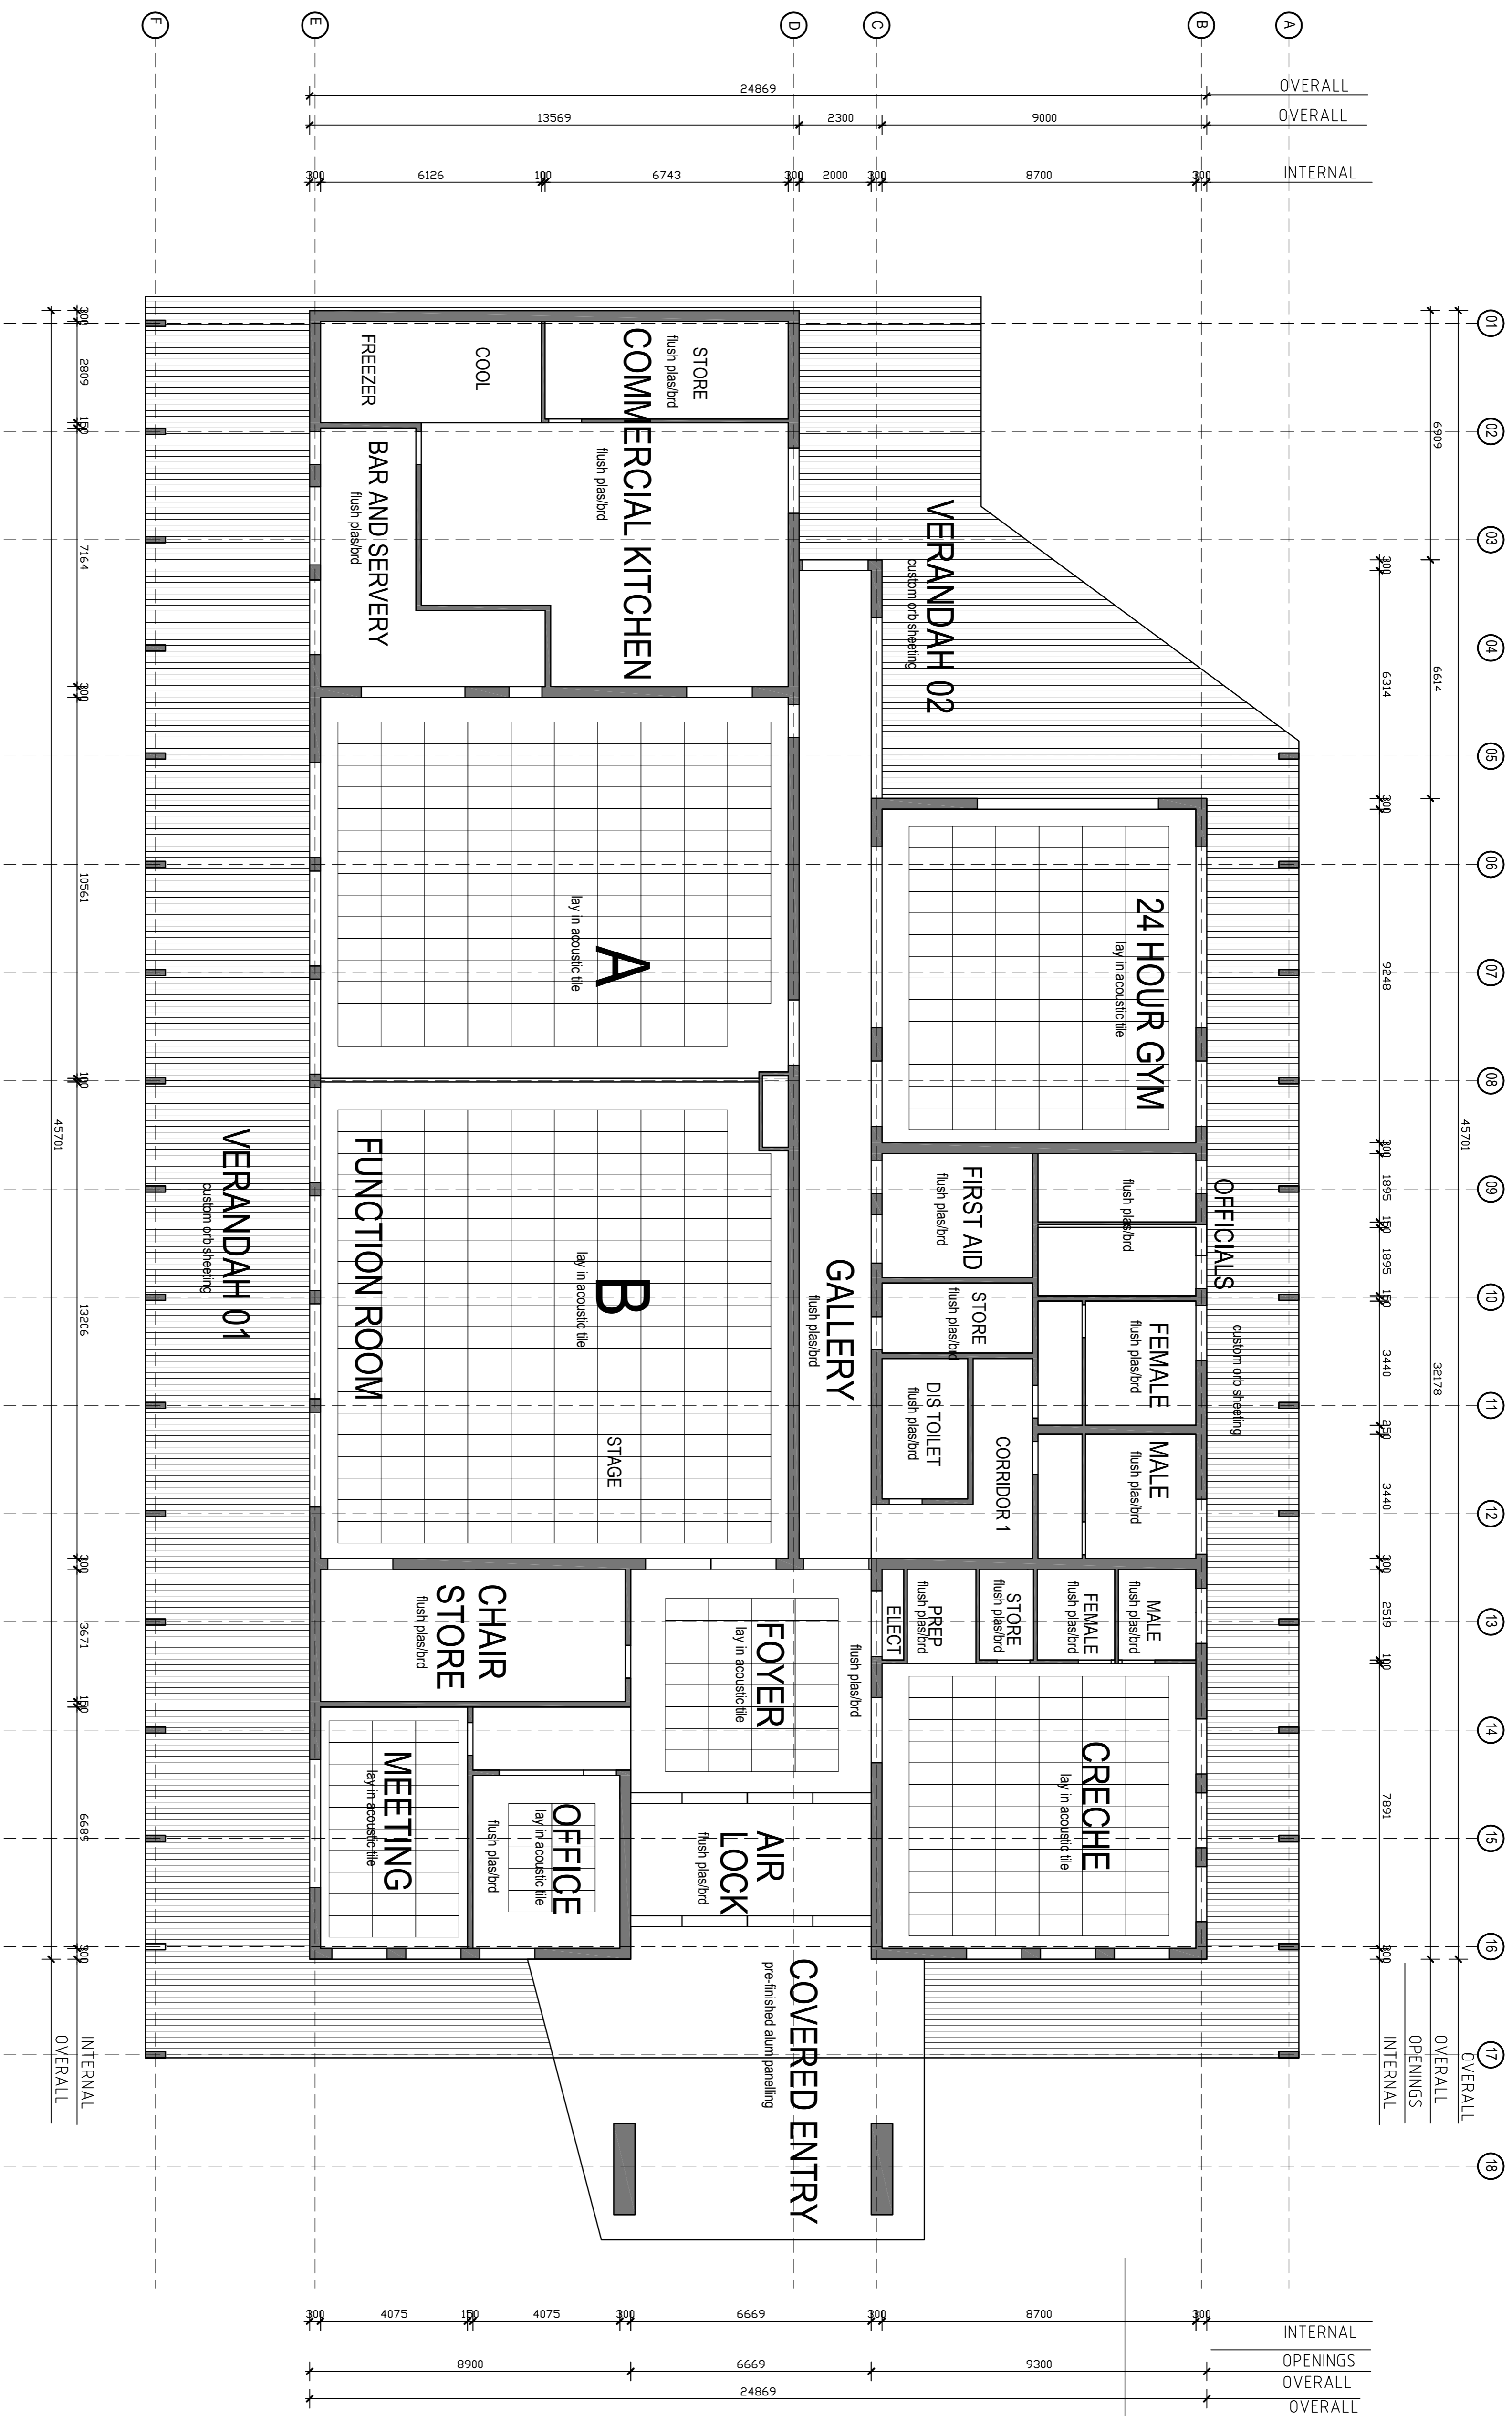 F
E
D
C
B
A
24869
OVERALL
13569
2300
9000
OVERALL
300
6126
100
6743
300
2000
300
8700
300
INTERNAL
01
02
03
04
05
06
07
08
09
10
11
12
13
14
15
16
17
18
45701
OVERALL
6909
6614
32178
OVERALL
OPENINGS
300
6314
300
9248
300
1895
150
1895
150
3440
250
3440
300
2519
100
7891
300
INTERNAL
VERANDAH 02
custom orb sheeting
24 HOUR GYM
lay in acoustic tile
OFFICIALS
flush plas/brd
custom orb sheeting
FIRST AID
flush plas/brd
STORE
flush plas/brd
FEMALE
flush plas/brd
MALE
flush plas/brd
DIS TOILET
flush plas/brd
CORRIDOR 1
MALE
flush plas/brd
FEMALE
flush plas/brd
STORE
flush plas/brd
PREP
flush plas/brd
ELECT
CRECHE
lay in acoustic tile
GALLERY
flush plas/brd
STORE
flush plas/brd
COMMERCIAL KITCHEN
flush plas/brd
COOL
FREEZER
BAR AND SERVERY
flush plas/brd
A
lay in acoustic tile
B
lay in acoustic tile
STAGE
FUNCTION ROOM
flush plas/brd
FOYER
lay in acoustic tile
AIR
LOCK
flush plas/brd
COVERED ENTRY
pre-finished alum panelling
CHAIR
STORE
flush plas/brd
OFFICE
lay in acoustic tile
flush plas/brd
MEETING
lay in acoustic tile
VERANDAH 01
custom orb sheeting
300
2809
150
7164
300
10561
100
13206
300
3671
150
6689
300
INTERNAL
45701
OVERALL
300
4075
150
4075
300
6669
300
8700
300
INTERNAL
OPENINGS
8900
6669
9300
OVERALL
24869
OVERALL